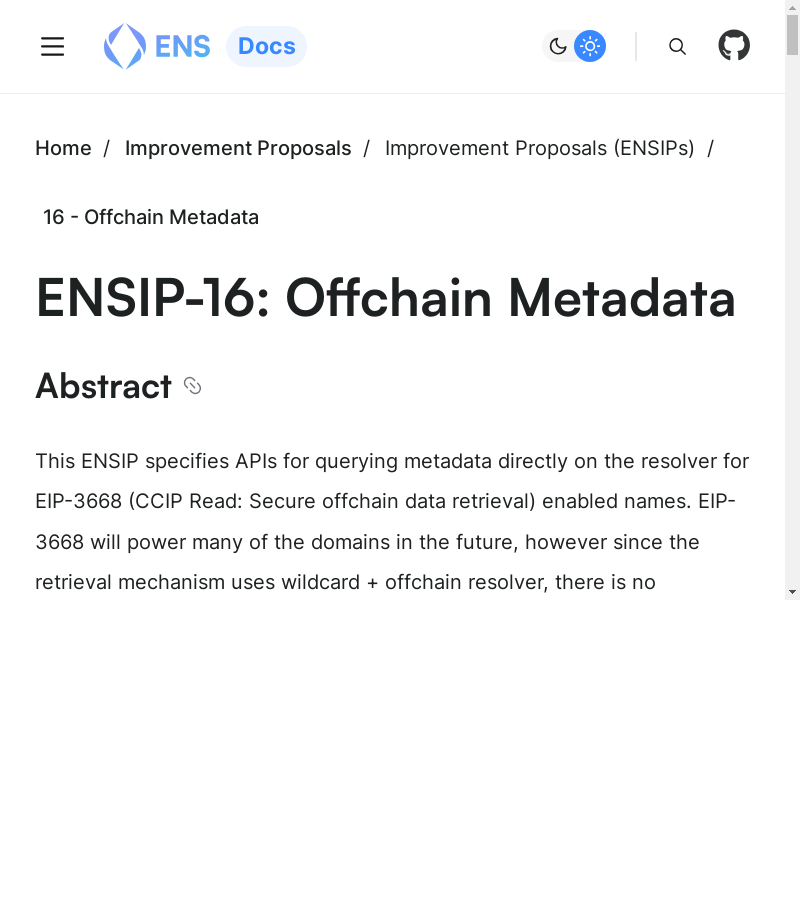 ENS Docs
Home / Improvement Proposals / Improvement Proposals (ENSIPs) /
16 - Offchain Metadata
ENSIP-16: Offchain Metadata
Abstract
This ENSIP specifies APIs for querying metadata directly on the resolver for
EIP-3668 (CCIP Read: Secure offchain data retrieval) enabled names. EIP-
3668 will power many of the domains in the future, however since the
retrieval mechanism uses wildcard + offchain resolver, there is no